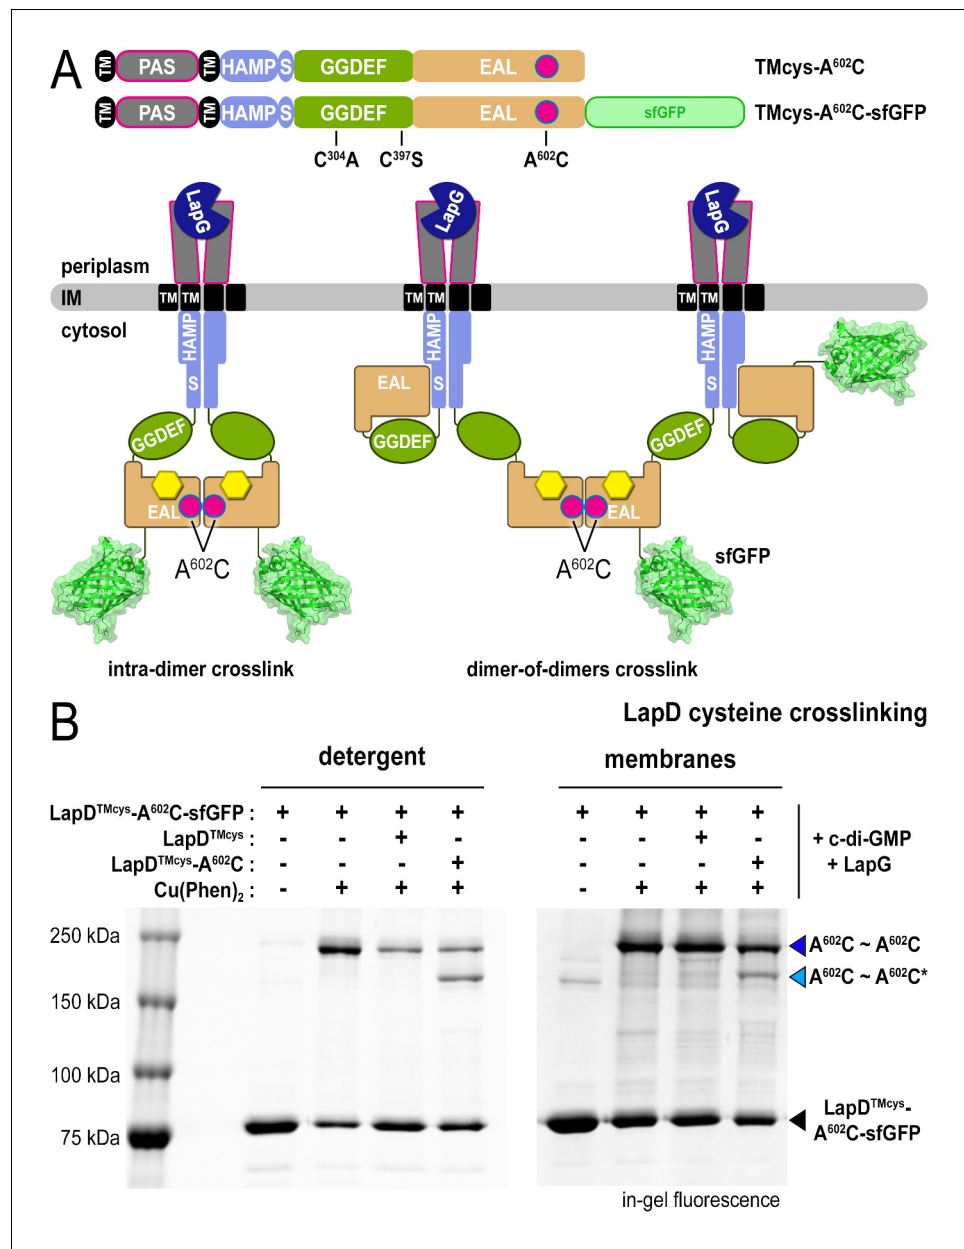 A
TM PAS TM HAMP S GGDEF EAL TMcys-A⁶⁰²C
TM PAS TM HAMP S GGDEF EAL sfGFP TMcys-A⁶⁰²C-sfGFP
C³⁰⁴A C³⁹⁷S A⁶⁰²C
LapG LapG LapG
periplasm
IM TM TM TM TM TM TM
cytosol
HAMP HAMP HAMP
S EAL S S
GGDEF GGDEF GGDEF
EAL EAL
A⁶⁰²C A⁶⁰²C sfGFP
intra-dimer crosslink dimer-of-dimers crosslink
B LapD cysteine crosslinking
detergent membranes
LapDᵀᴹᶜʸˢ-A⁶⁰²C-sfGFP : + + + + + + + +
LapDᵀᴹᶜʸˢ : - - + - - - + -
LapDᵀᴹᶜʸˢ-A⁶⁰²C : - - - + - - - +
Cu(Phen)₂ : - + + + - + + +
+ c-di-GMP
+ LapG
250 kDa
150 kDa
100 kDa
75 kDa
A⁶⁰²C ~ A⁶⁰²C
A⁶⁰²C ~ A⁶⁰²C*
LapDᵀᴹᶜʸˢ-
A⁶⁰²C-sfGFP
in-gel fluorescence